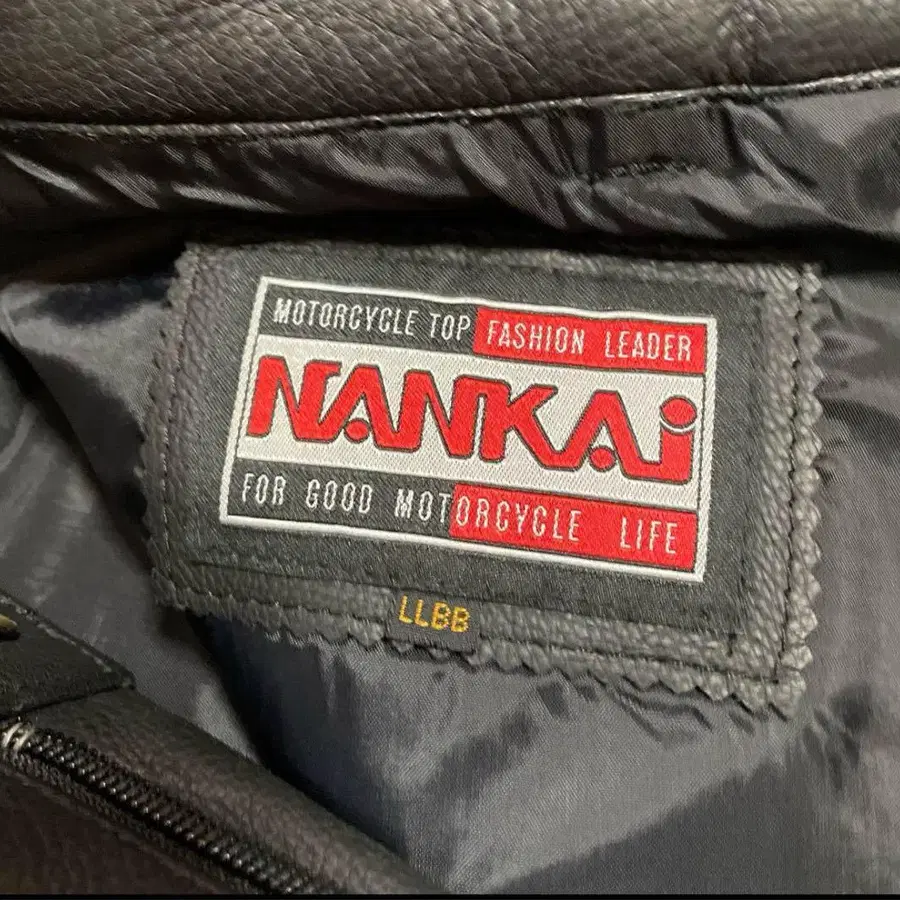 MOTORCYCLE TOP FASHION LEADER
NANKAi
FOR GOOD MOTORCYCLE LIFE
LLBB